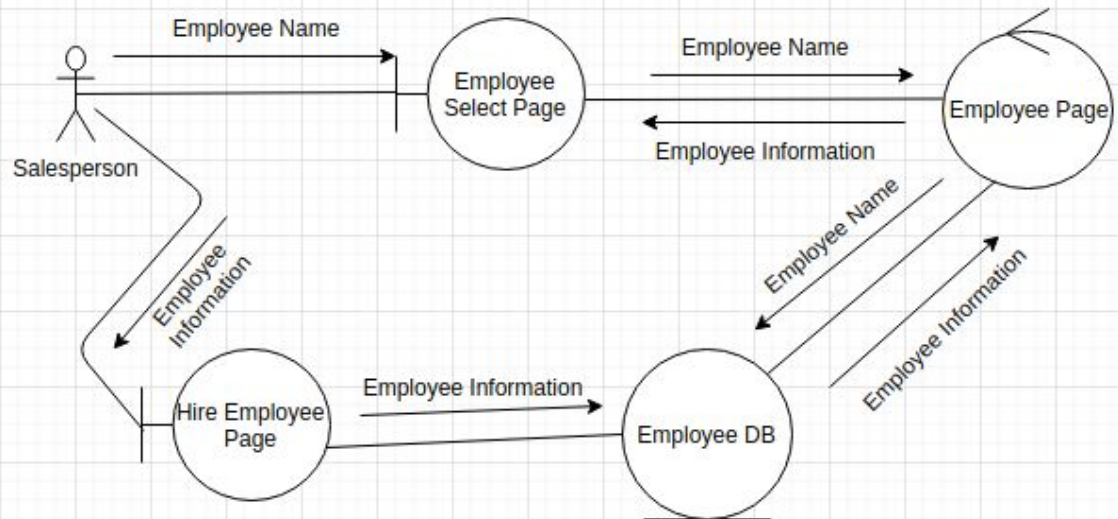 Employee Name
Employee
Select Page
Employee Name
Employee Page
Employee Information
Salesperson
Employee Name
Employee
Information
Employee Information
Hire Employee
Page
Employee Information
Employee DB